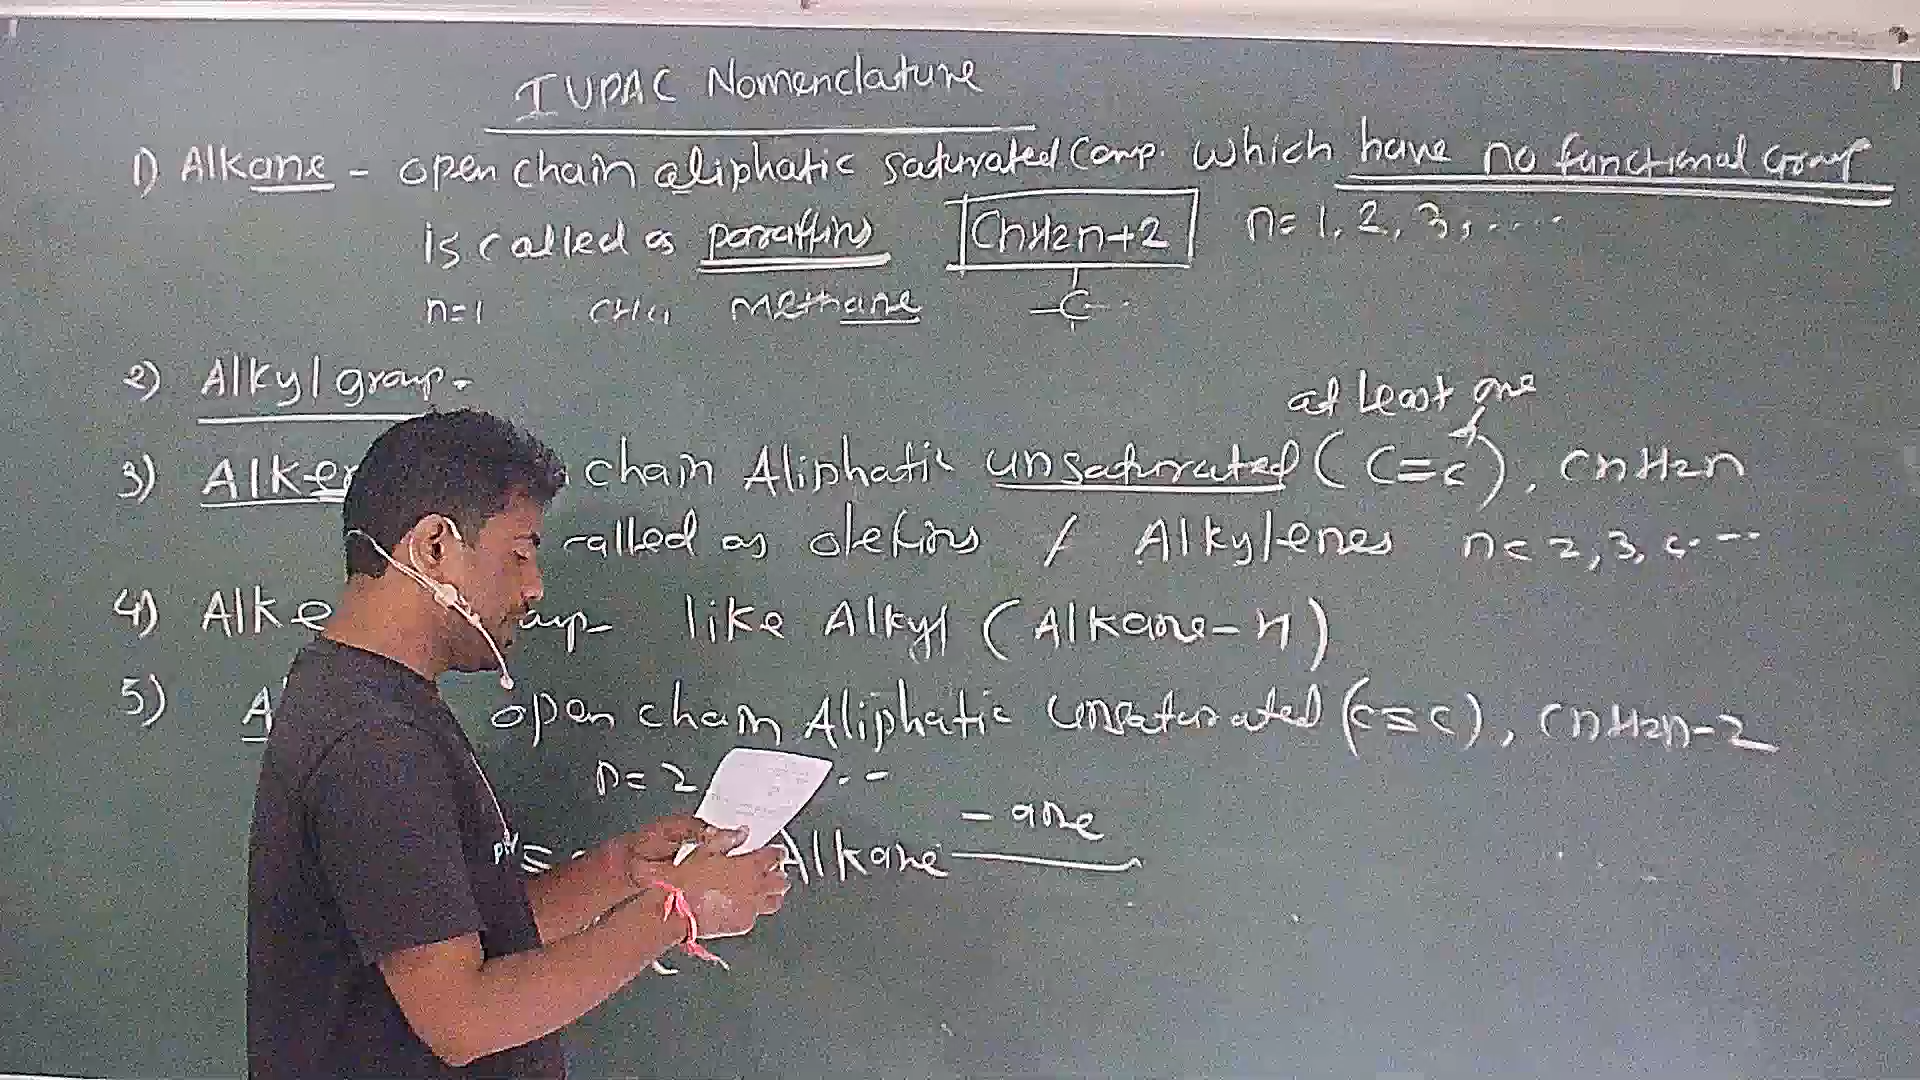 IUPAC Nomenclature
1) Alkane - open chain aliphatic saturated Comp. which have no functional Group
is called as paraffins CnH2n+2 n=1, 2, 3, ....
n=1 CH4 methane -C-
2) Alkyl group-
at least one
3) Alke chain Aliphatic unsaturated (C=C), CnH2n
called as olefins / Alkylenes n=2,3,4...
4) Alke like Alkyl (Alkane-H)
5) A open chain Aliphatic unsaturated (C≡C), CnH2n-2
n=2
- ane
Alkane